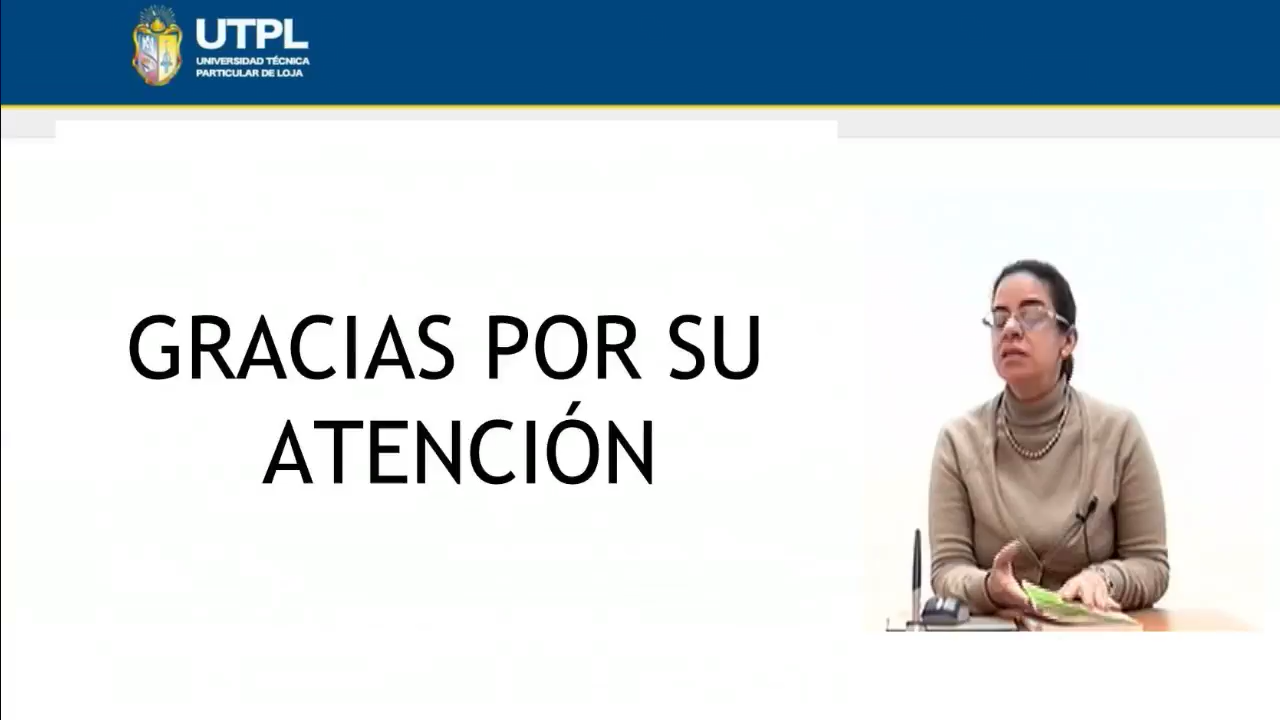 UTPL
UNIVERSIDAD TÉCNICA
PARTICULAR DE LOJA
GRACIAS POR SU
ATENCIÓN